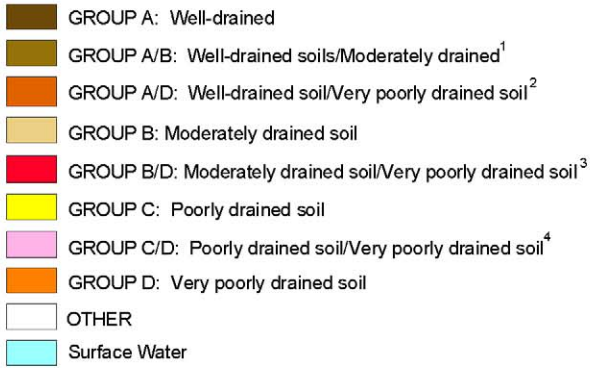 GROUP A: Well-drained
GROUP A/B: Well-drained soils/Moderately drained¹
GROUP A/D: Well-drained soil/Very poorly drained soil²
GROUP B: Moderately drained soil
GROUP B/D: Moderately drained soil/Very poorly drained soil³
GROUP C: Poorly drained soil
GROUP C/D: Poorly drained soil/Very poorly drained soil⁴
GROUP D: Very poorly drained soil
OTHER
Surface Water